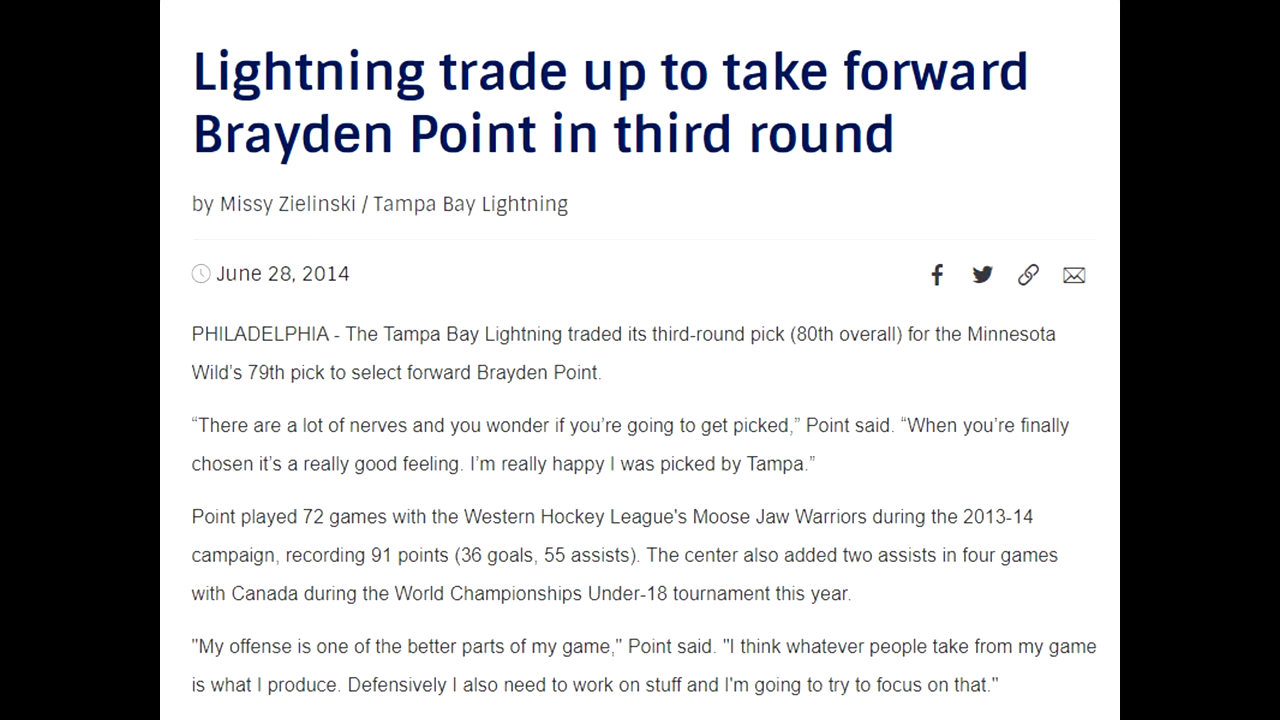 Lightning trade up to take forward
Brayden Point in third round
by Missy Zielinski / Tampa Bay Lightning
June 28, 2014
PHILADELPHIA - The Tampa Bay Lightning traded its third-round pick (80th overall) for the Minnesota
Wild’s 79th pick to select forward Brayden Point.
“There are a lot of nerves and you wonder if you’re going to get picked,” Point said. “When you’re finally
chosen it’s a really good feeling. I’m really happy I was picked by Tampa.”
Point played 72 games with the Western Hockey League's Moose Jaw Warriors during the 2013-14
campaign, recording 91 points (36 goals, 55 assists). The center also added two assists in four games
with Canada during the World Championships Under-18 tournament this year.
"My offense is one of the better parts of my game," Point said. "I think whatever people take from my game
is what I produce. Defensively I also need to work on stuff and I'm going to try to focus on that."